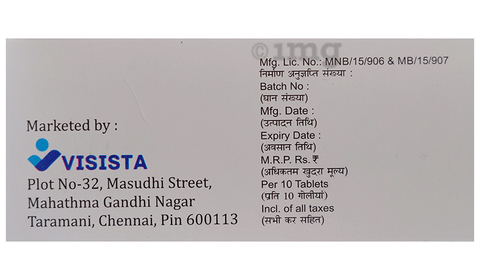 Marketed by :
VISISTA
Plot No-32, Masudhi Street,
Mahathma Gandhi Nagar
Taramani, Chennai, Pin 600113
©1mg
Mfg. Lic. No.: MNB/15/906 & MB/15/907
निर्माण अनुज्ञप्ति संख्या :
Batch No :
(घान संख्या)
Mfg. Date :
(उत्पादन तिथि)
Expiry Date :
(अवसान तिथि)
M.R.P. Rs. ₹
(अधिकतम खुदरा मूल्य)
Per 10 Tablets
(प्रति 10 गोलीयां)
Incl. of all taxes
(सभी कर सहित)